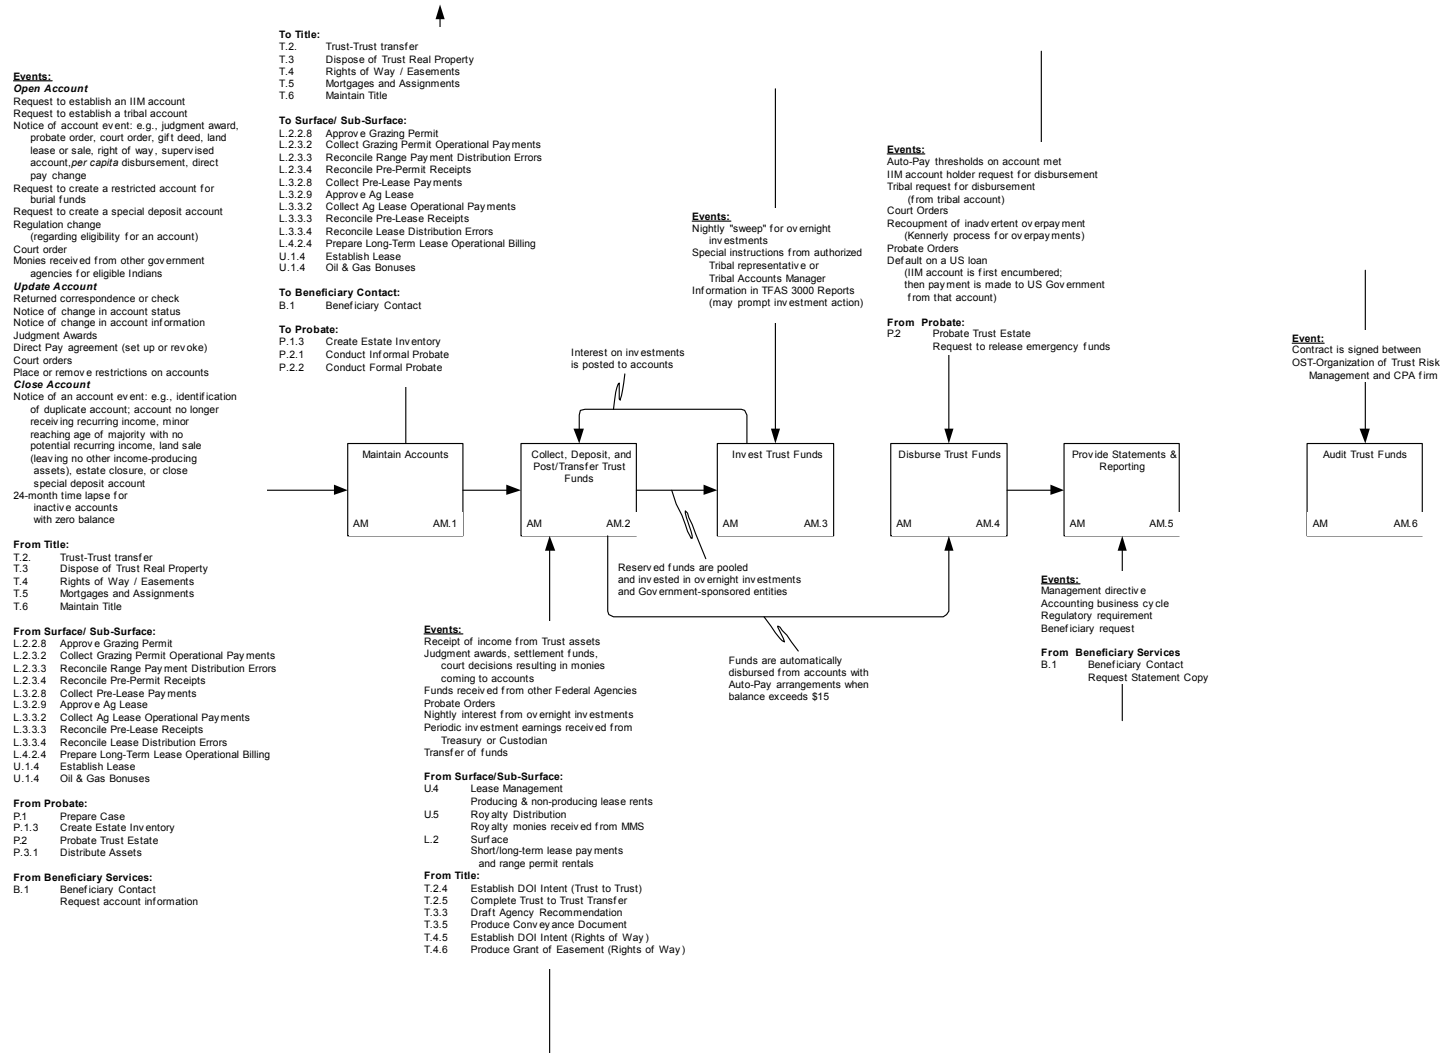 Events:
Open Account
Request to establish an IIM account
Request to establish a tribal account
Notice of account event: e.g., judgment award,
probate order, court order, gift deed, land
lease or sale, right of way, supervised
account,per capita disbursement, direct
pay change
Request to create a restricted account for
burial funds
Request to create a special deposit account
Regulation change
(regarding eligibility for an account)
Court order
Monies received from other government
agencies for eligible Indians
Update Account
Returned correspondence or check
Notice of change in account status
Notice of change in account information
Judgment Awards
Direct Pay agreement (set up or revoke)
Court orders
Place or remove restrictions on accounts
Close Account
Notice of an account event: e.g., identification
of duplicate account; account no longer
receiving recurring income, minor
reaching age of majority with no
potential recurring income, land sale
(leaving no other income-producing
assets), estate closure, or close
special deposit account
24-month time lapse for
inactive accounts
with zero balance
From Title:
T.2. Trust-Trust transfer
T.3 Dispose of Trust Real Property
T.4 Rights of Way / Easements
T.5 Mortgages and Assignments
T.6 Maintain Title
From Surface/ Sub-Surface:
L.2.2.8 Approve Grazing Permit
L.2.3.2 Collect Grazing Permit Operational Payments
L.2.3.3 Reconcile Range Payment Distribution Errors
L.2.3.4 Reconcile Pre-Permit Receipts
L.3.2.8 Collect Pre-Lease Payments
L.3.2.9 Approve Ag Lease
L.3.3.2 Collect Ag Lease Operational Payments
L.3.3.3 Reconcile Pre-Lease Receipts
L.3.3.4 Reconcile Lease Distribution Errors
L.4.2.4 Prepare Long-Term Lease Operational Billing
U.1.4 Establish Lease
U.1.4 Oil & Gas Bonuses
From Probate:
P.1 Prepare Case
P.1.3 Create Estate Inventory
P.2 Probate Trust Estate
P.3.1 Distribute Assets
From Beneficiary Services:
B.1 Beneficiary Contact
Request account information
To Title:
T.2. Trust-Trust transfer
T.3 Dispose of Trust Real Property
T.4 Rights of Way / Easements
T.5 Mortgages and Assignments
T.6 Maintain Title
To Surface/ Sub-Surface:
L.2.2.8 Approve Grazing Permit
L.2.3.2 Collect Grazing Permit Operational Payments
L.2.3.3 Reconcile Range Payment Distribution Errors
L.2.3.4 Reconcile Pre-Permit Receipts
L.3.2.8 Collect Pre-Lease Payments
L.3.2.9 Approve Ag Lease
L.3.3.2 Collect Ag Lease Operational Payments
L.3.3.3 Reconcile Pre-Lease Receipts
L.3.3.4 Reconcile Lease Distribution Errors
L.4.2.4 Prepare Long-Term Lease Operational Billing
U.1.4 Establish Lease
U.1.4 Oil & Gas Bonuses
To Beneficiary Contact:
B.1 Beneficiary Contact
To Probate:
P.1.3 Create Estate Inventory
P.2.1 Conduct Informal Probate
P.2.2 Conduct Formal Probate
Interest on investments
is posted to accounts
Events:
Nightly "sweep" for overnight
investments
Special instructions from authorized
Tribal representative or
Tribal Accounts Manager
Information in TFAS 3000 Reports
(may prompt investment action)
Events:
Auto-Pay thresholds on account met
IIM account holder request for disbursement
Tribal request for disbursement
(from tribal account)
Court Orders
Recoupment of inadvertent overpayment
(Kennerly process for overpayments)
Probate Orders
Default on a US loan
(IIM account is first encumbered;
then payment is made to US Government
from that account)
From Probate:
P.2 Probate Trust Estate
Request to release emergency funds
Event:
Contract is signed between
OST-Organization of Trust Risk
Management and CPA firm
Maintain Accounts
AM AM.1
Collect, Deposit, and
Post/Transfer Trust
Funds
AM AM.2
Invest Trust Funds
AM AM.3
Disburse Trust Funds
AM AM.4
Provide Statements &
Reporting
AM AM.5
Audit Trust Funds
AM AM.6
Reserved funds are pooled
and invested in overnight investments
and Government-sponsored entities
Funds are automatically
disbursed from accounts with
Auto-Pay arrangements when
balance exceeds $15
Events:
Management directive
Accounting business cycle
Regulatory requirement
Beneficiary request
From Beneficiary Services
B.1 Beneficiary Contact
Request Statement Copy
Events:
Receipt of income from Trust assets
Judgment awards, settlement funds,
court decisions resulting in monies
coming to accounts
Funds received from other Federal Agencies
Probate Orders
Nightly interest from overnight investments
Periodic investment earnings received from
Treasury or Custodian
Transfer of funds
From Surface/Sub-Surface:
U.4 Lease Management
Producing & non-producing lease rents
U.5 Royalty Distribution
Royalty monies received from MMS
L.2 Surface
Short/long-term lease payments
and range permit rentals
From Title:
T.2.4 Establish DOI Intent (Trust to Trust)
T.2.5 Complete Trust to Trust Transfer
T.3.3 Draft Agency Recommendation
T.3.5 Produce Conveyance Document
T.4.5 Establish DOI Intent (Rights of Way)
T.4.6 Produce Grant of Easement (Rights of Way)